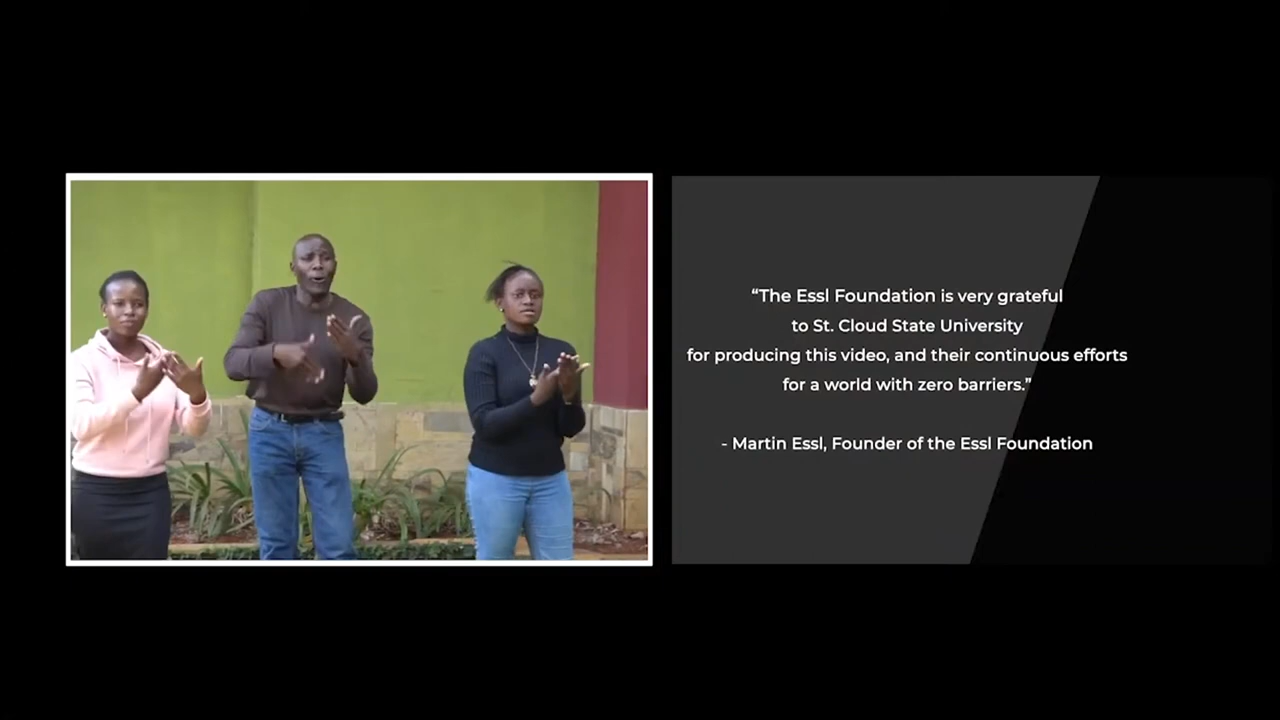 “The Essl Foundation is very grateful
to St. Cloud State University
for producing this video, and their continuous efforts
for a world with zero barriers.”
- Martin Essl, Founder of the Essl Foundation